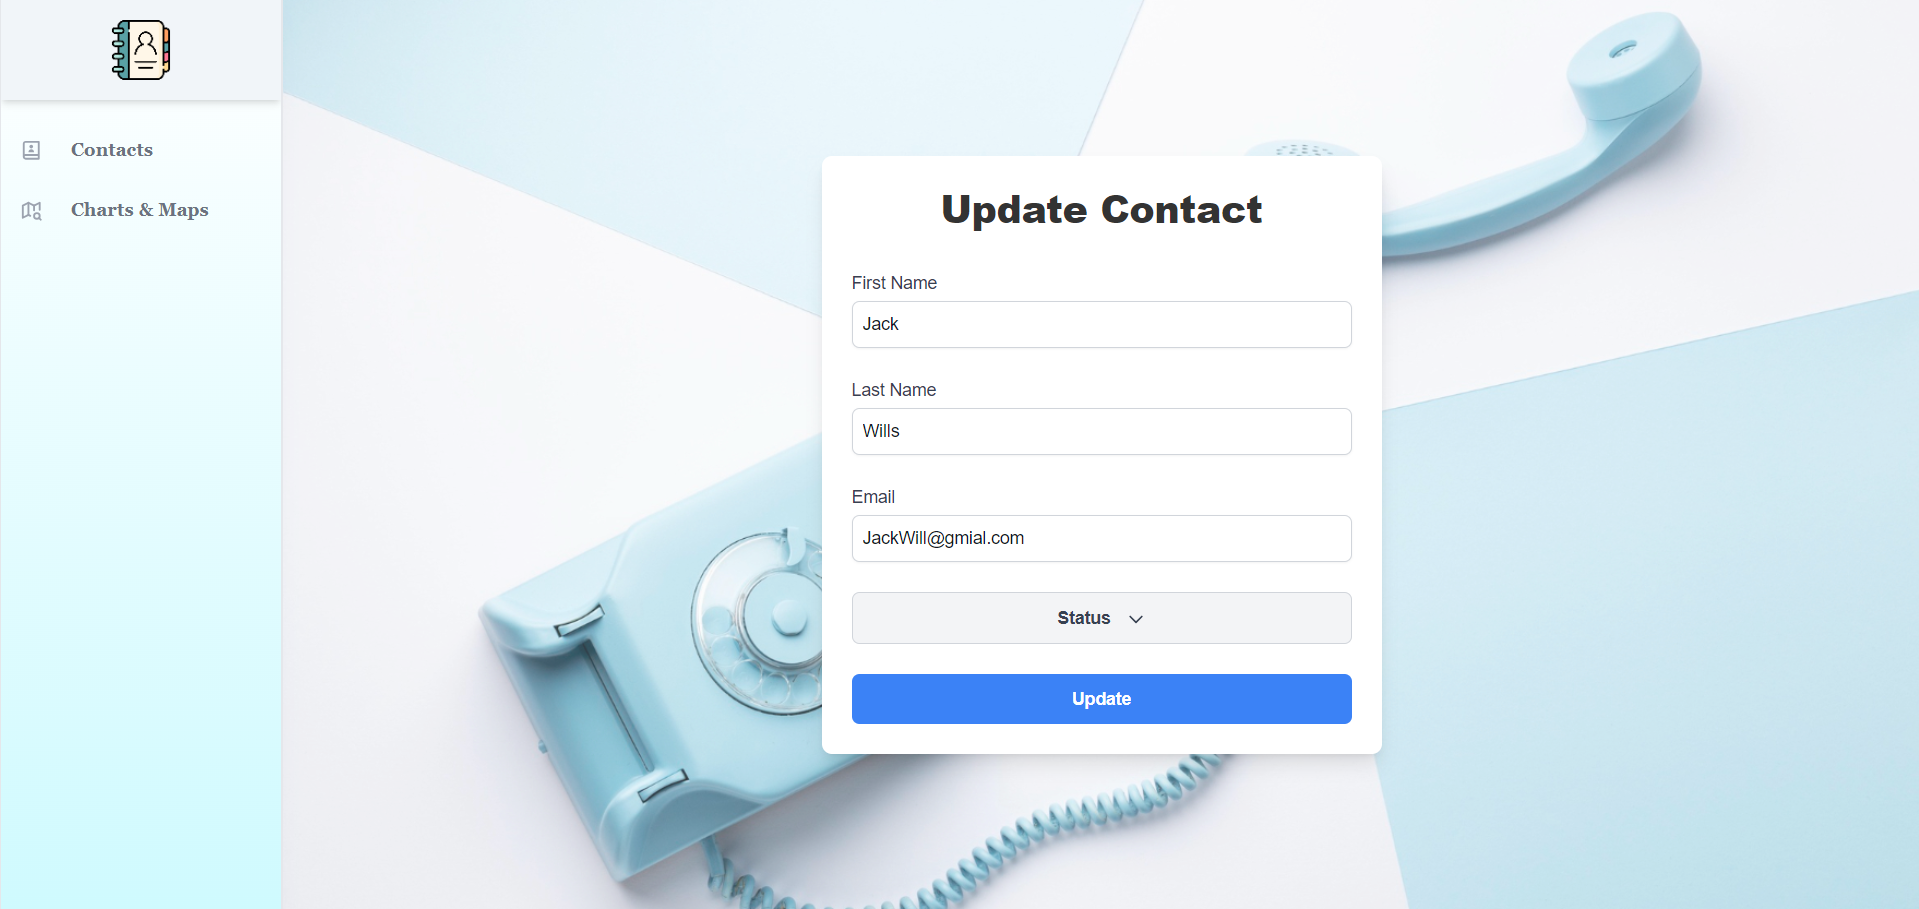 Contacts
Charts & Maps
Update Contact
First Name
Jack
Last Name
Wills
Email
JackWill@gmial.com
Status
Update